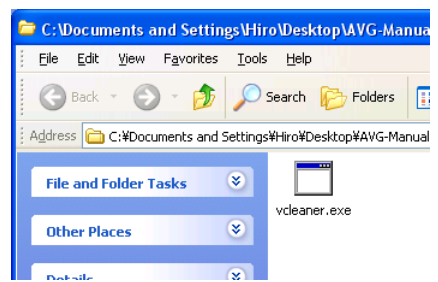 C:\Documents and Settings\Hiro\Desktop\AVG-Manua
File Edit View Favorites Tools Help
Back Search Folders
Address C:¥Documents and Settings¥Hiro¥Desktop¥AVG-Manual
File and Folder Tasks
vcleaner.exe
Other Places
Details